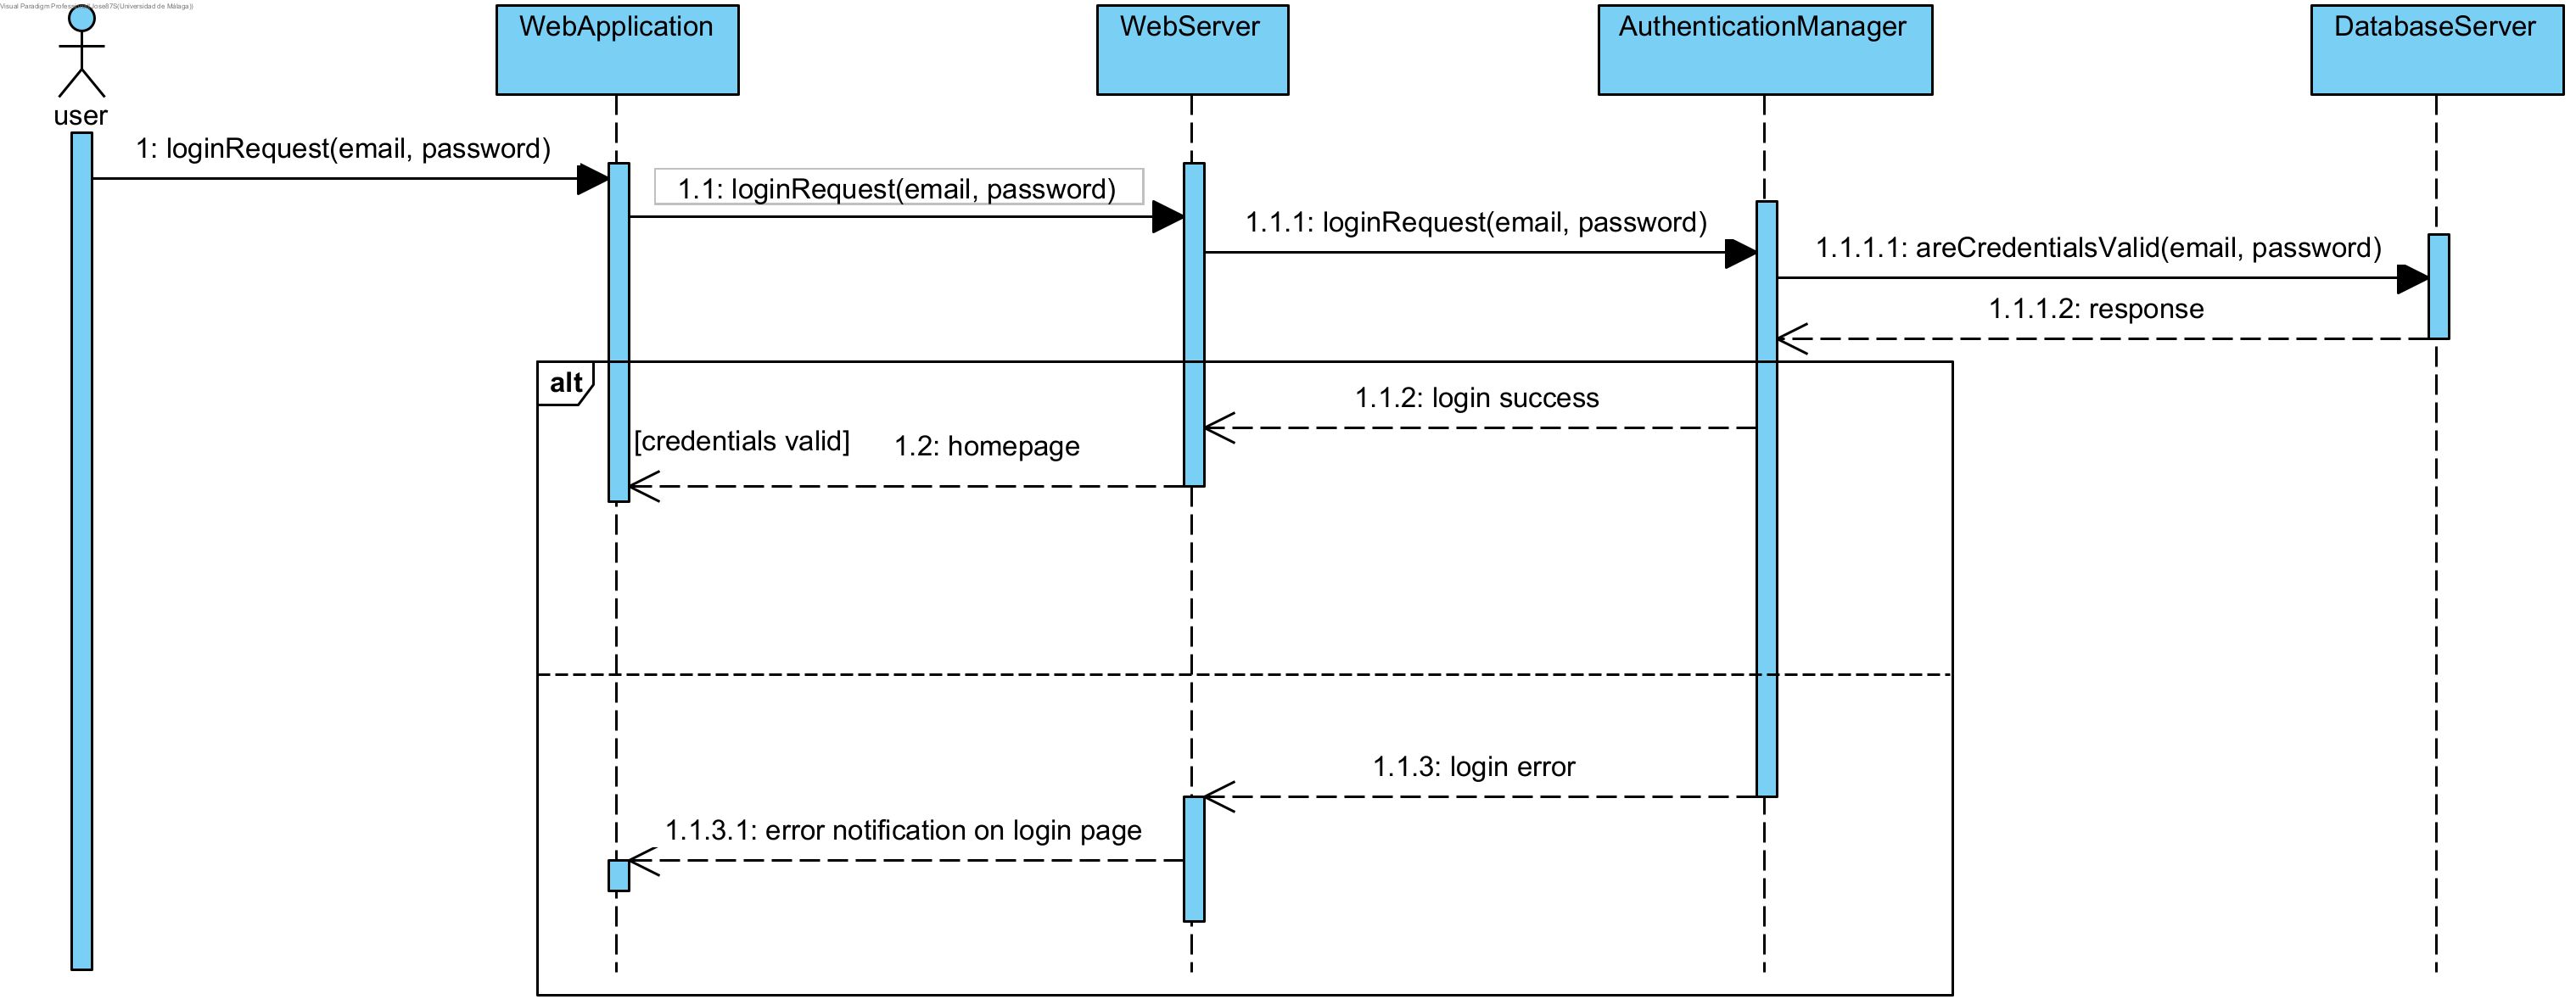 Visual Paradigm Professional(Jose87S(Universidad de Málaga))
user
WebApplication
WebServer
AuthenticationManager
DatabaseServer
1: loginRequest(email, password)
1.1: loginRequest(email, password)
1.1.1: loginRequest(email, password)
1.1.1.1: areCredentialsValid(email, password)
1.1.1.2: response
alt
1.1.2: login success
[credentials valid]
1.2: homepage
1.1.3: login error
1.1.3.1: error notification on login page